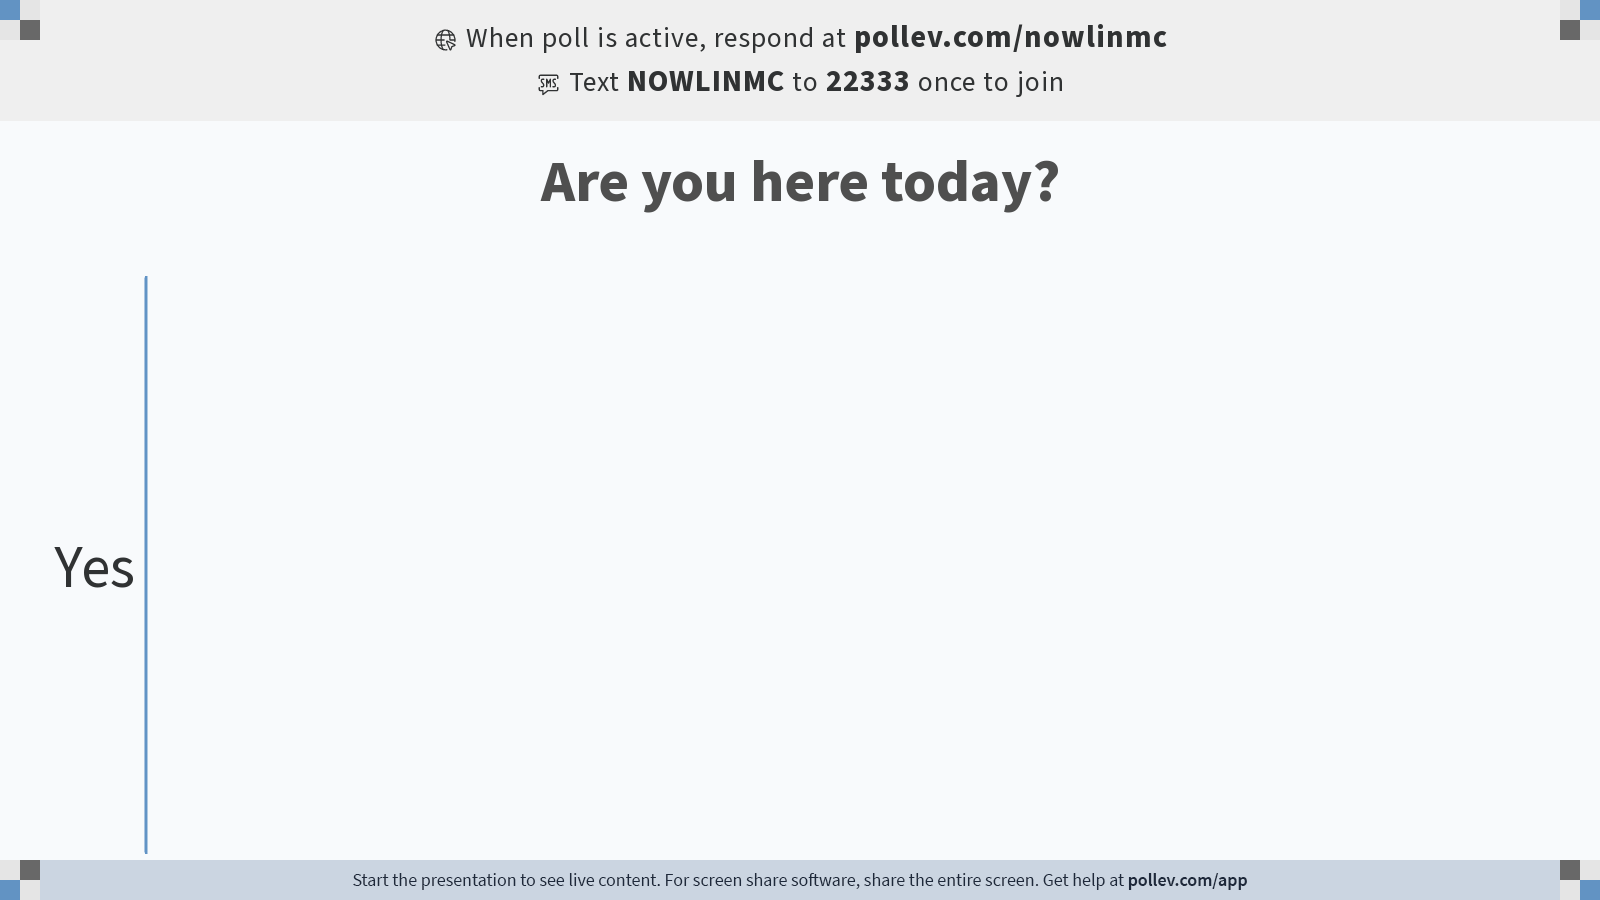 When poll is active, respond at pollev.com/nowlinmc
SMS Text NOWLINMC to 22333 once to join
Are you here today?
Yes
Start the presentation to see live content. For screen share software, share the entire screen. Get help at pollev.com/app